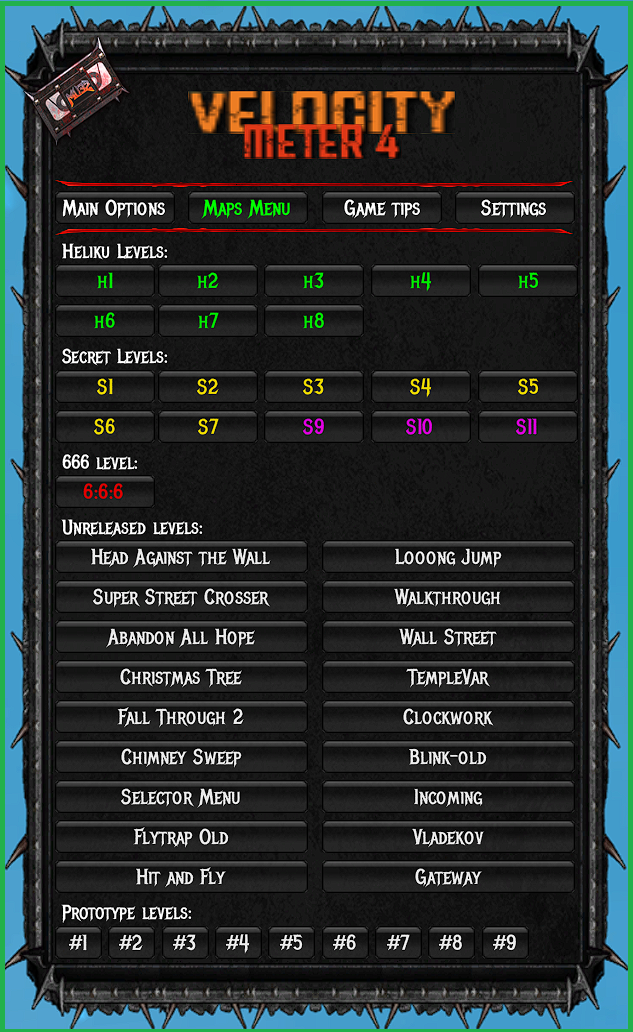 VELOCITY
METER 4
Main Options Maps Menu Game tips Settings
Heliku Levels:
H1 H2 H3 H4 H5
H6 H7 H8
Secret Levels:
S1 S2 S3 S4 S5
S6 S7 S9 S10 S11
666 level:
6:6:6
Unreleased levels:
Head Against the Wall Looong Jump
Super Street Crosser Walkthrough
Abandon All Hope Wall Street
Christmas Tree TempleVar
Fall Through 2 Clockwork
Chimney Sweep Blink-old
Selector Menu Incoming
Flytrap Old Vladekov
Hit and Fly Gateway
Prototype levels:
#1 #2 #3 #4 #5 #6 #7 #8 #9